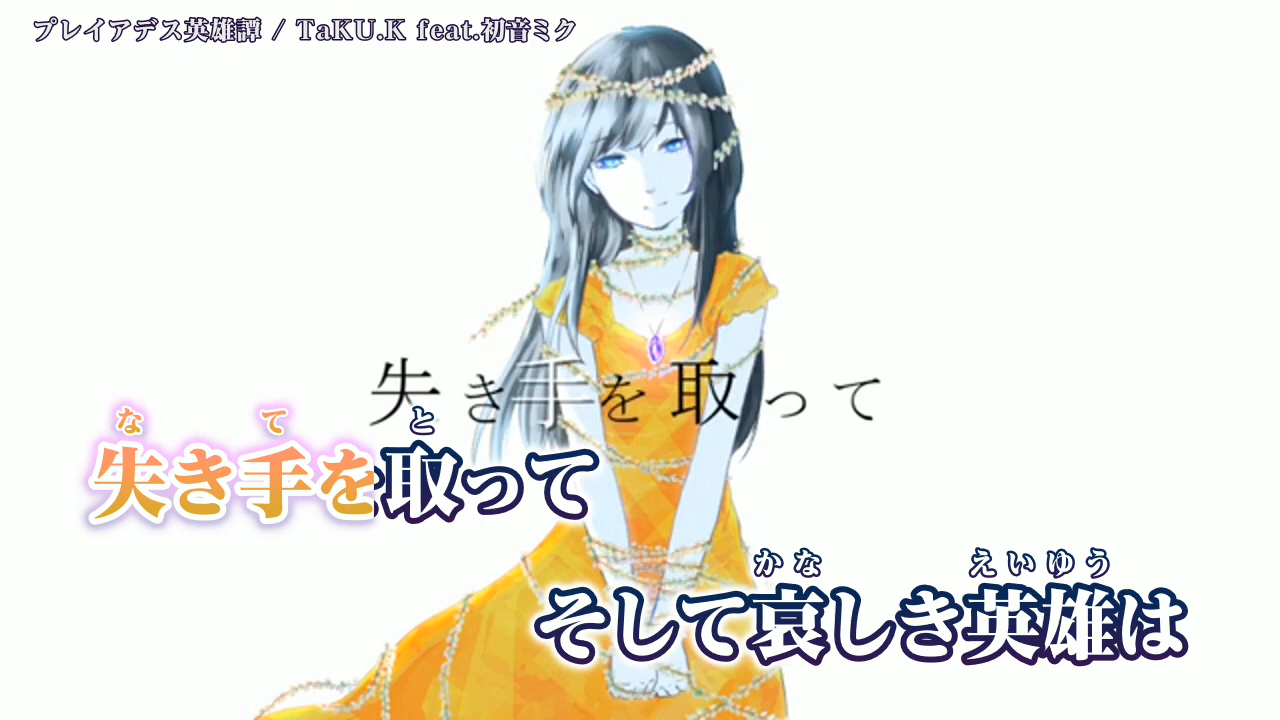 プレイアデス英雄譚 / TaKU.K feat.初音ミク
失き手を取って
な て と
失き手を取って
かな えいゆう
そして哀しき英雄は